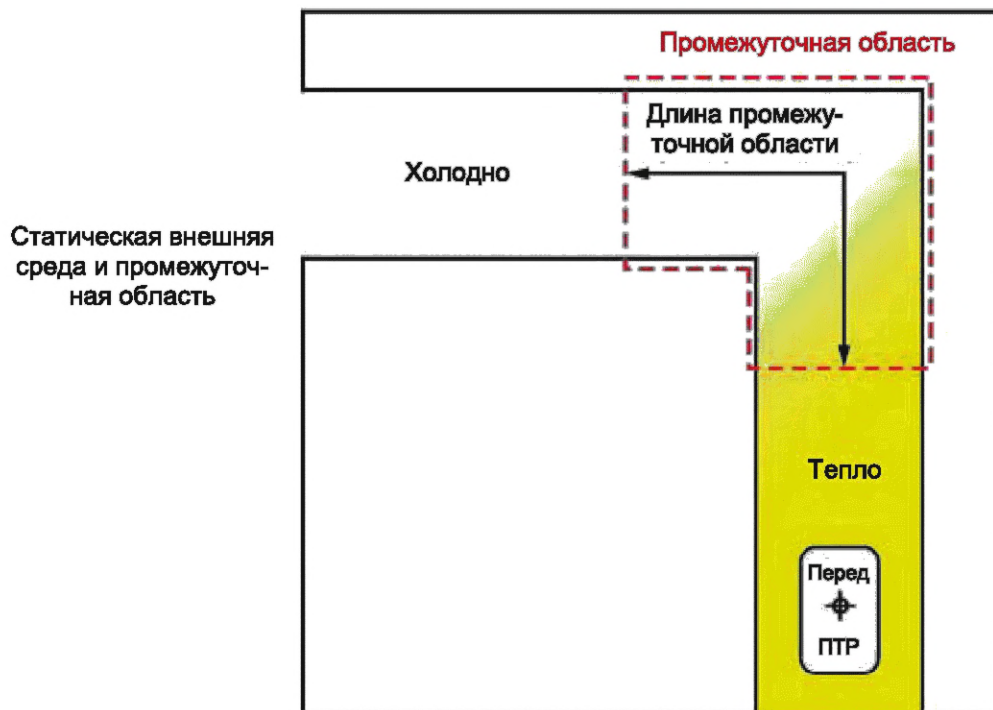 Промежуточная область
Длина промежу-
точной области
Холодно
Статическая внешняя
среда и промежуточ-
ная область
Тепло
Перед
ПТР